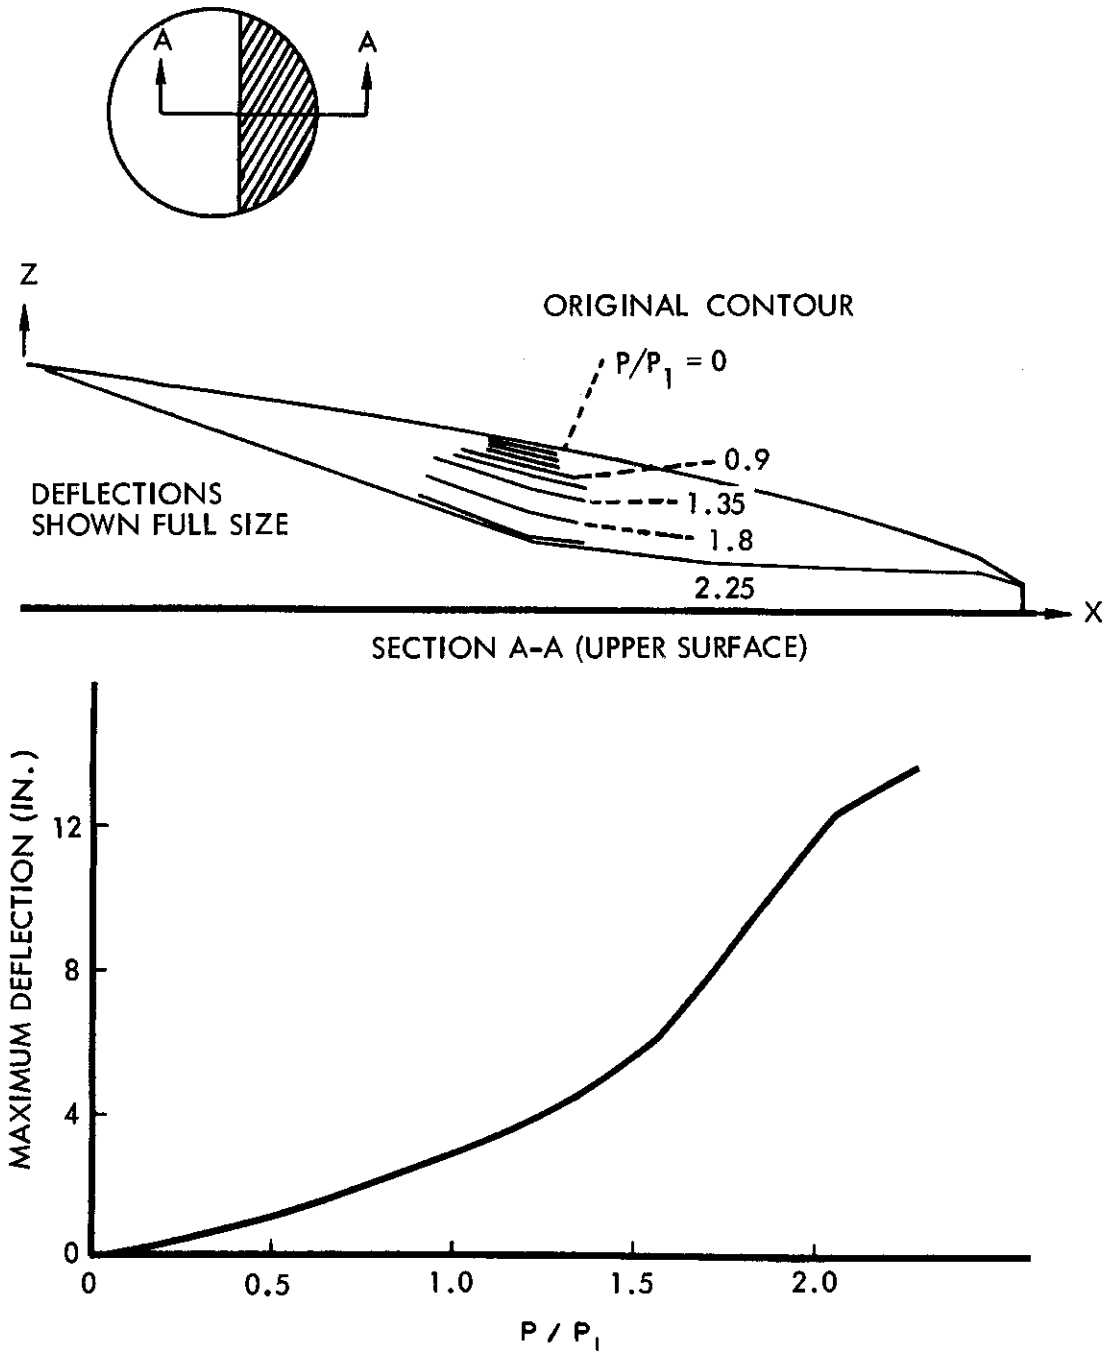 A A
Z
ORIGINAL CONTOUR
P/P1 = 0
0.9
DEFLECTIONS
SHOWN FULL SIZE
1.35
1.8
2.25
X
SECTION A-A (UPPER SURFACE)
MAXIMUM DEFLECTION (IN.)
12
8
4
0
0 0.5 1.0 1.5 2.0
P / P1